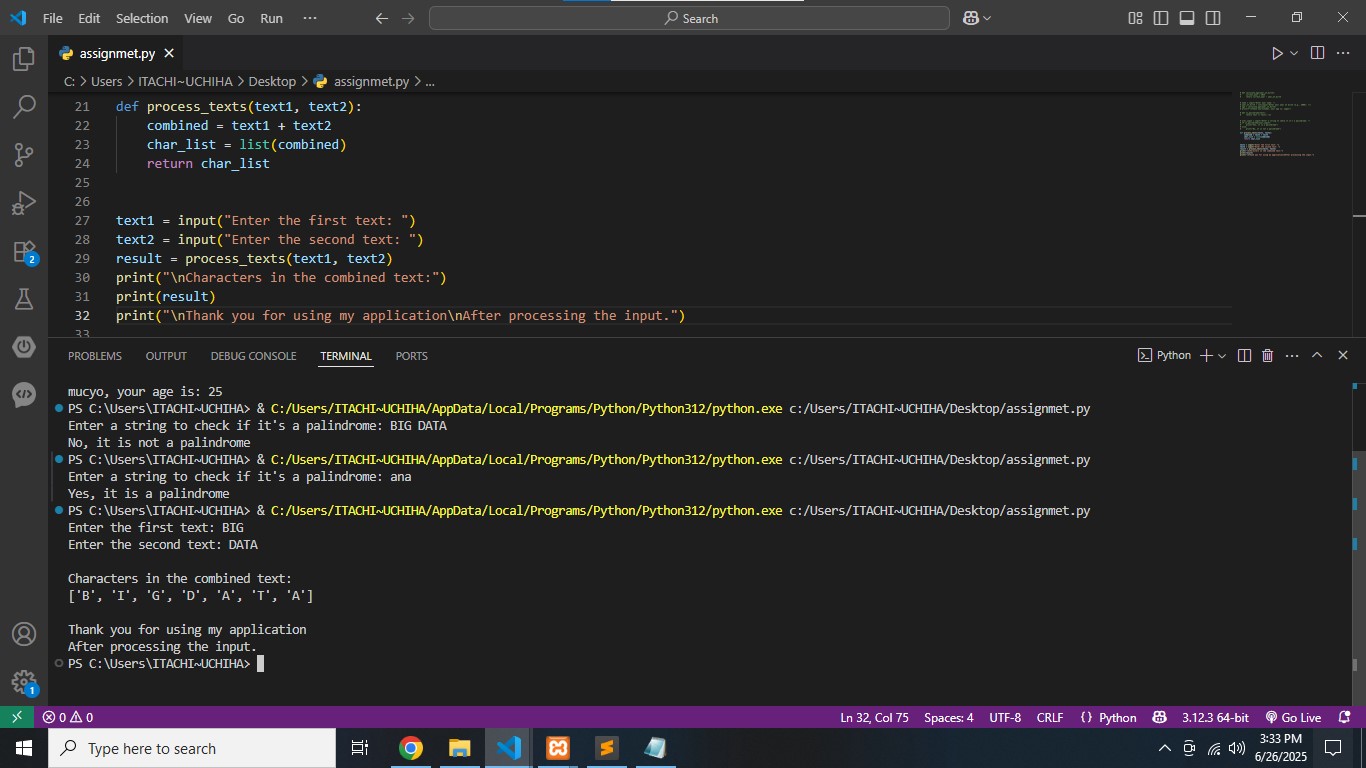 File Edit Selection View Go Run ··· Search
assignmet.py
C: > Users > ITACHI~UCHIHA > Desktop > assignmet.py > ...
21 def process_texts(text1, text2):
22     combined = text1 + text2
23     char_list = list(combined)
24     return char_list
25
26
27 text1 = input("Enter the first text: ")
28 text2 = input("Enter the second text: ")
29 result = process_texts(text1, text2)
30 print("\nCharacters in the combined text:")
31 print(result)
32 print("\nThank you for using my application\nAfter processing the input.")
33
PROBLEMS OUTPUT DEBUG CONSOLE TERMINAL PORTS Python
mucyo, your age is: 25
PS C:\Users\ITACHI~UCHIHA> & C:/Users/ITACHI~UCHIHA/AppData/Local/Programs/Python/Python312/python.exe c:/Users/ITACHI~UCHIHA/Desktop/assignmet.py
Enter a string to check if it's a palindrome: BIG DATA
No, it is not a palindrome
PS C:\Users\ITACHI~UCHIHA> & C:/Users/ITACHI~UCHIHA/AppData/Local/Programs/Python/Python312/python.exe c:/Users/ITACHI~UCHIHA/Desktop/assignmet.py
Enter a string to check if it's a palindrome: ana
Yes, it is a palindrome
PS C:\Users\ITACHI~UCHIHA> & C:/Users/ITACHI~UCHIHA/AppData/Local/Programs/Python/Python312/python.exe c:/Users/ITACHI~UCHIHA/Desktop/assignmet.py
Enter the first text: BIG
Enter the second text: DATA
Characters in the combined text:
['B', 'I', 'G', 'D', 'A', 'T', 'A']
Thank you for using my application
After processing the input.
PS C:\Users\ITACHI~UCHIHA>
2
1
0 0 Ln 32, Col 75 Spaces: 4 UTF-8 CRLF {} Python 3.12.3 64-bit Go Live
Type here to search
3:33 PM
6/26/2025